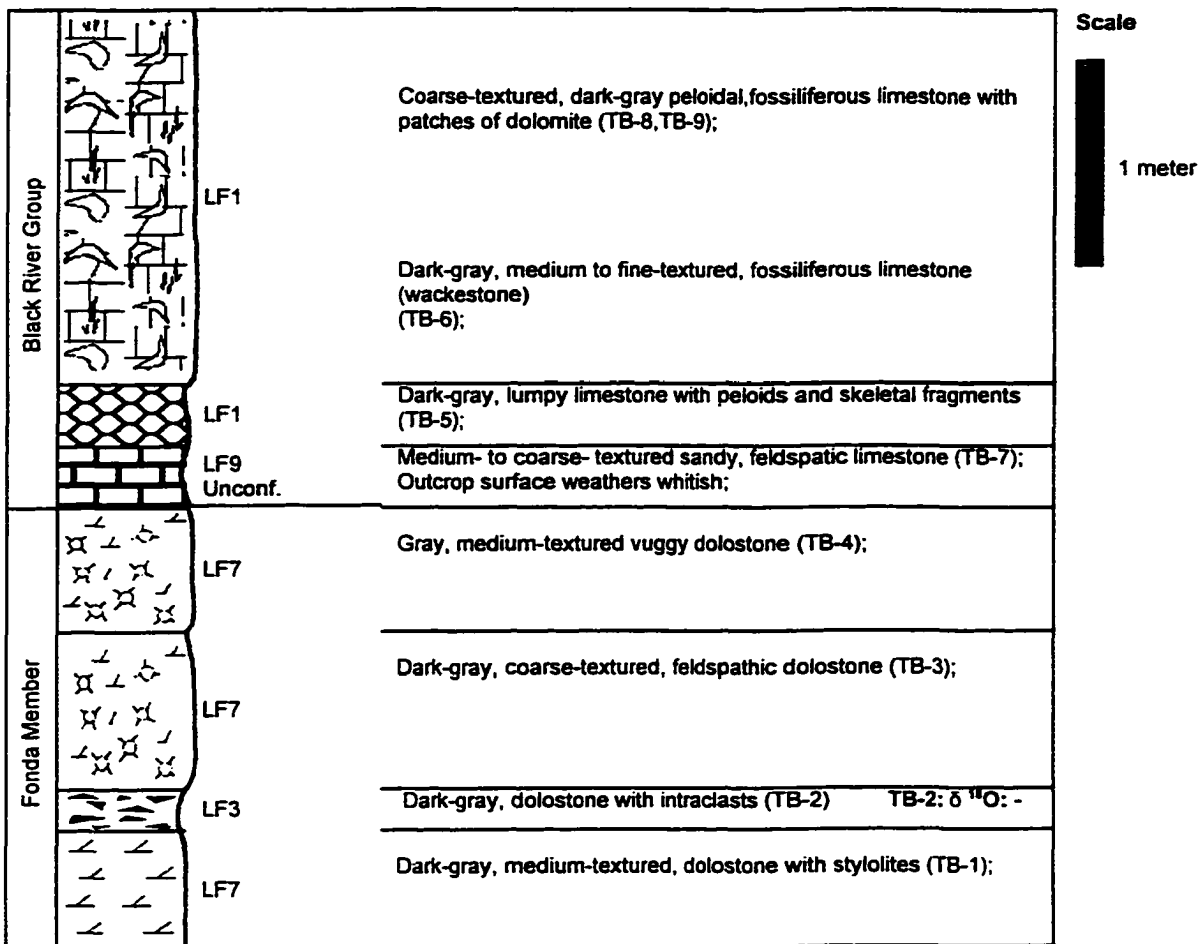 Scale
1 meter
Black River Group
LF1
Coarse-textured, dark-gray peloidal,fossiliferous limestone with
patches of dolomite (TB-8,TB-9);
Dark-gray, medium to fine-textured, fossiliferous limestone
(wackestone)
(TB-6);
LF1
Dark-gray, lumpy limestone with peloids and skeletal fragments
(TB-5);
LF9
Unconf.
Medium- to coarse- textured sandy, feldspatic limestone (TB-7);
Outcrop surface weathers whitish;
Fonda Member
LF7
Gray, medium-textured vuggy dolostone (TB-4);
LF7
Dark-gray, coarse-textured, feldspathic dolostone (TB-3);
LF3
Dark-gray, dolostone with intraclasts (TB-2) TB-2: δ ¹⁸O: -
LF7
Dark-gray, medium-textured, dolostone with stylolites (TB-1);